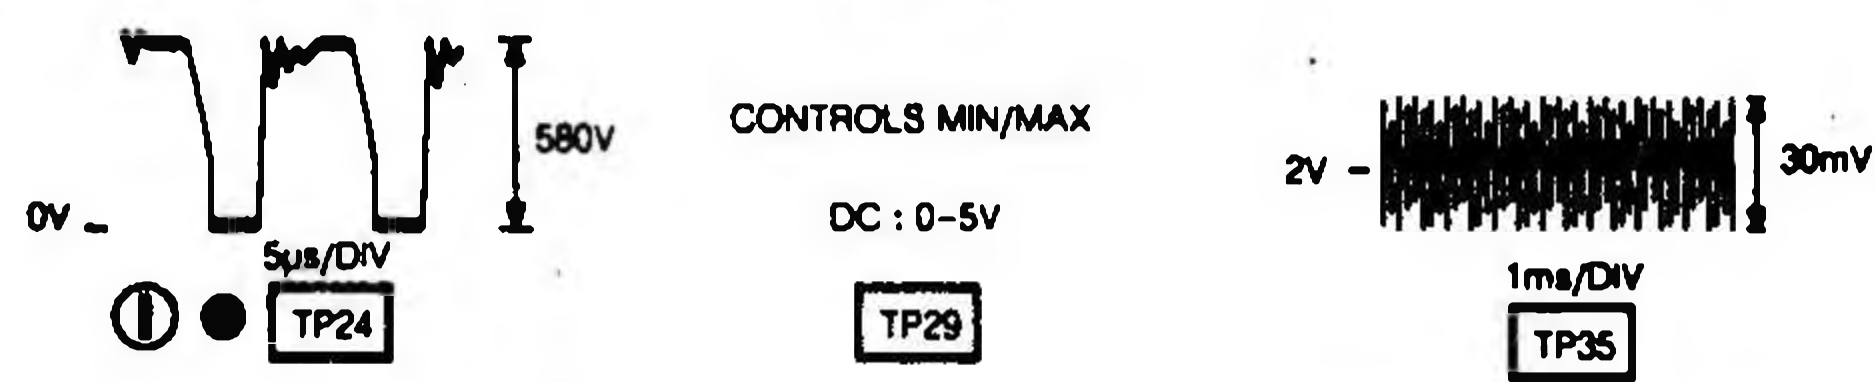 580V
0V
5µs/DIV
TP24
CONTROLS MIN/MAX
DC : 0-5V
TP29
2V
30mV
1ms/DIV
TP35